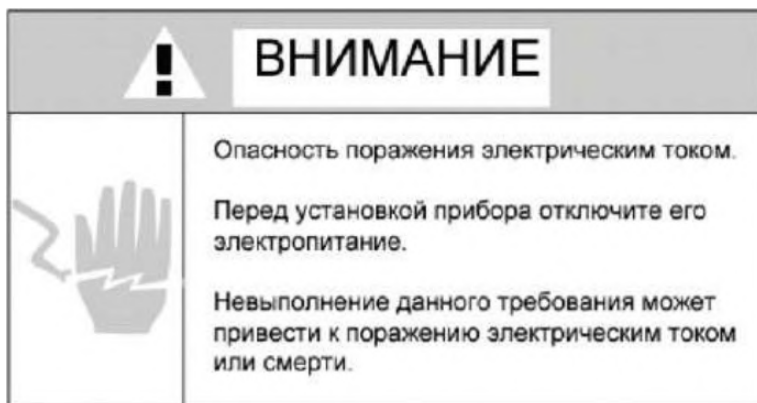 ВНИМАНИЕ
Опасность поражения электрическим током.
Перед установкой прибора отключите его
электропитание.
Невыполнение данного требования может
привести к поражению электрическим током
или смерти.